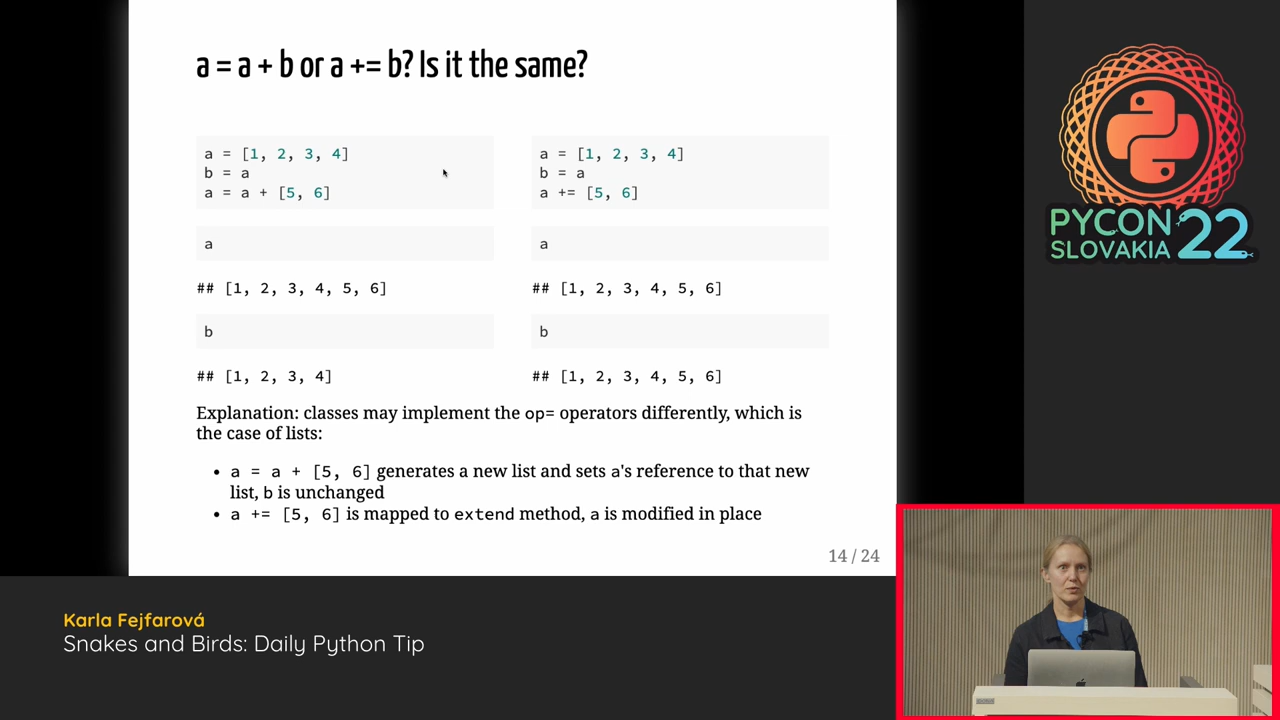 a = a + b or a += b? Is it the same?
a = [1, 2, 3, 4]
b = a
a = a + [5, 6]
a
## [1, 2, 3, 4, 5, 6]
b
## [1, 2, 3, 4]
a = [1, 2, 3, 4]
b = a
a += [5, 6]
a
## [1, 2, 3, 4, 5, 6]
b
## [1, 2, 3, 4, 5, 6]
Explanation: classes may implement the op= operators differently, which is
the case of lists:
• a = a + [5, 6] generates a new list and sets a's reference to that new
list, b is unchanged
• a += [5, 6] is mapped to extend method, a is modified in place
14 / 24
PYCON
SLOVAKIA
22
Karla Fejfarová
Snakes and Birds: Daily Python Tip